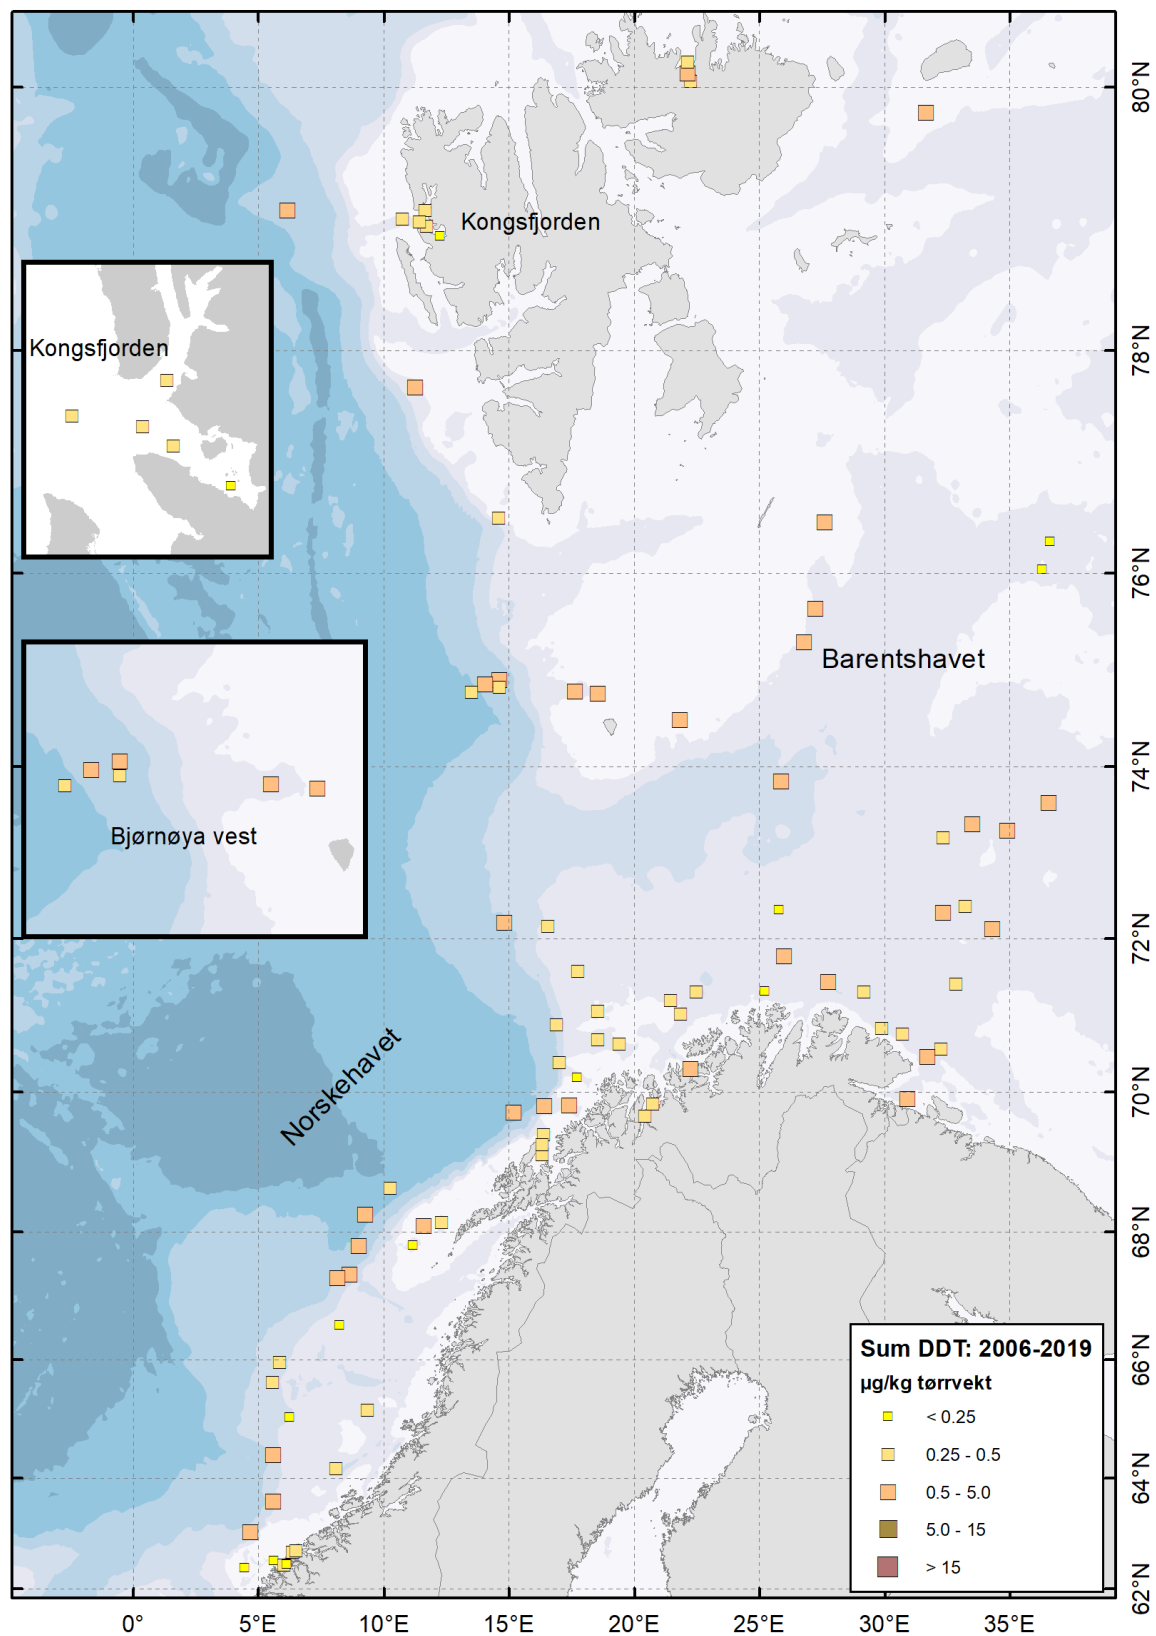 80°N
Kongsfjorden
Kongsfjorden
78°N
76°N
Barentshavet
74°N
Bjørnøya vest
72°N
Norskehavet
70°N
68°N
66°N
Sum DDT: 2006-2019
µg/kg tørrvekt
< 0.25
0.25 - 0.5
0.5 - 5.0
5.0 - 15
> 15
64°N
62°N
0° 5°E 10°E 15°E 20°E 25°E 30°E 35°E